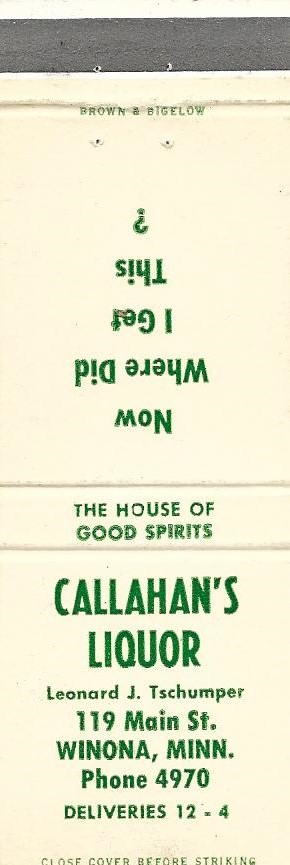 BROWN & BIGELOW
Now
Where Did
I Get
This
?
THE HOUSE OF
GOOD SPIRITS
CALLAHAN'S
LIQUOR
Leonard J. Tschumper
119 Main St.
WINONA, MINN.
Phone 4970
DELIVERIES 12 - 4
CLOSE COVER BEFORE STRIKING